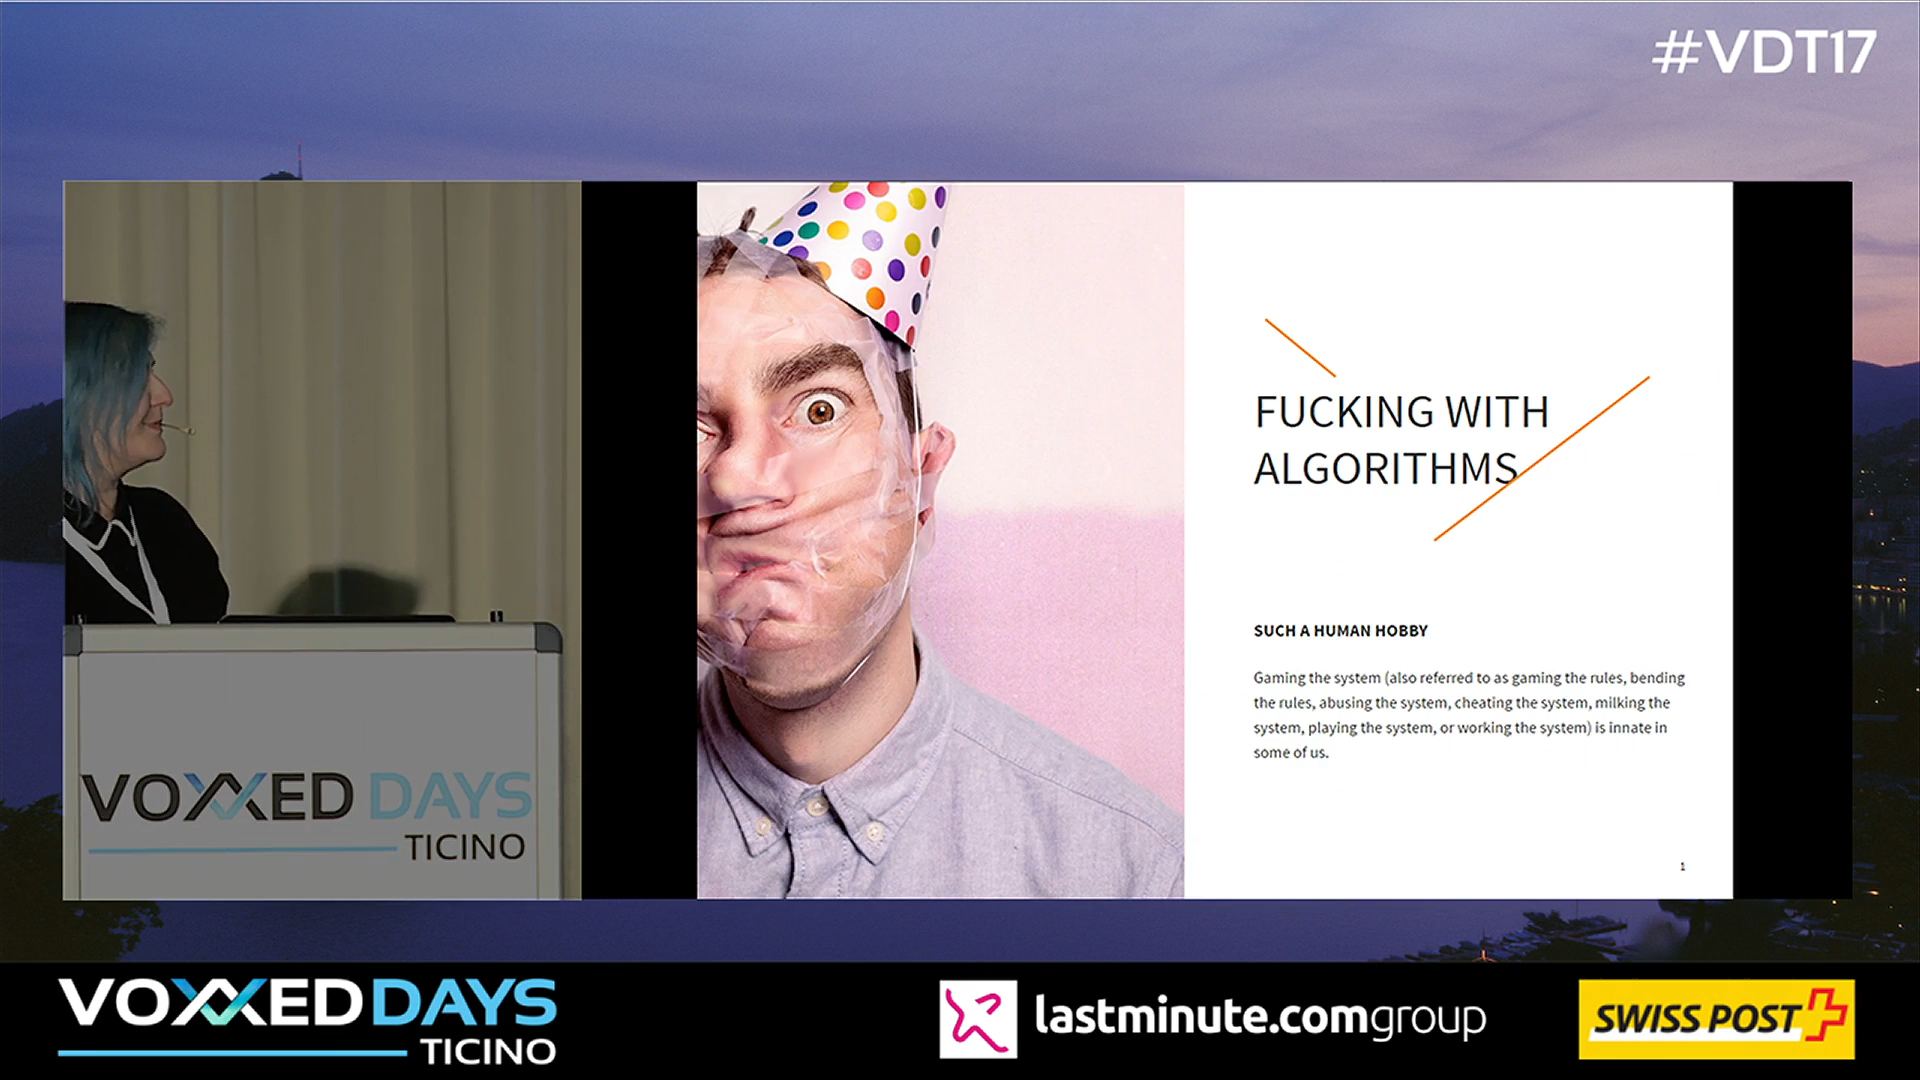 #VDT17
FUCKING WITH
ALGORITHMS
SUCH A HUMAN HOBBY
Gaming the system (also referred to as gaming the rules, bending
the rules, abusing the system, cheating the system, milking the
system, playing the system, or working the system) is innate in
some of us.
1
VOXXED DAYS
TICINO
VOXXED DAYS
TICINO
lastminute.comgroup
SWISS POST